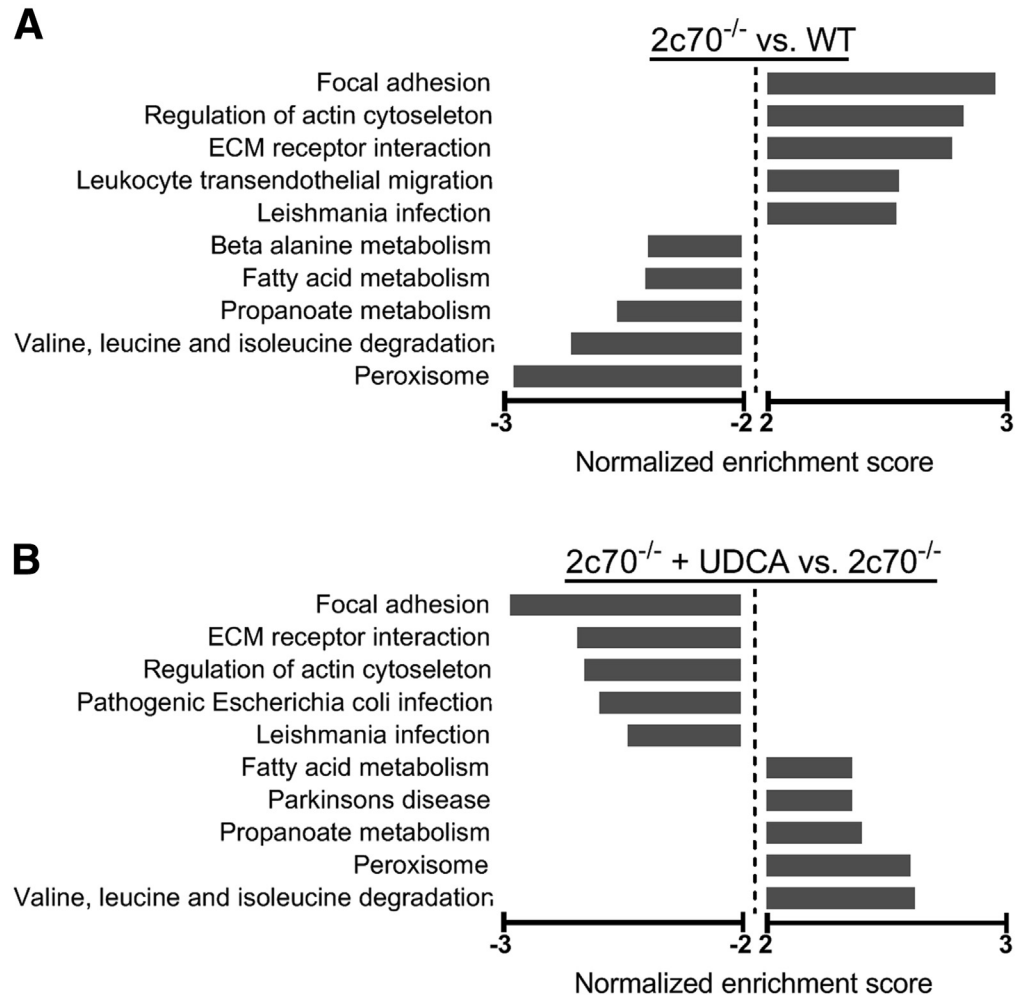 A
2c70-/- vs. WT
Focal adhesion
Regulation of actin cytoseleton
ECM receptor interaction
Leukocyte transendothelial migration
Leishmania infection
Beta alanine metabolism
Fatty acid metabolism
Propanoate metabolism
Valine, leucine and isoleucine degradation
Peroxisome
-3 -2 2 3
Normalized enrichment score
B
2c70-/- + UDCA vs. 2c70-/-
Focal adhesion
ECM receptor interaction
Regulation of actin cytoseleton
Pathogenic Escherichia coli infection
Leishmania infection
Fatty acid metabolism
Parkinsons disease
Propanoate metabolism
Peroxisome
Valine, leucine and isoleucine degradation
-3 -2 2 3
Normalized enrichment score